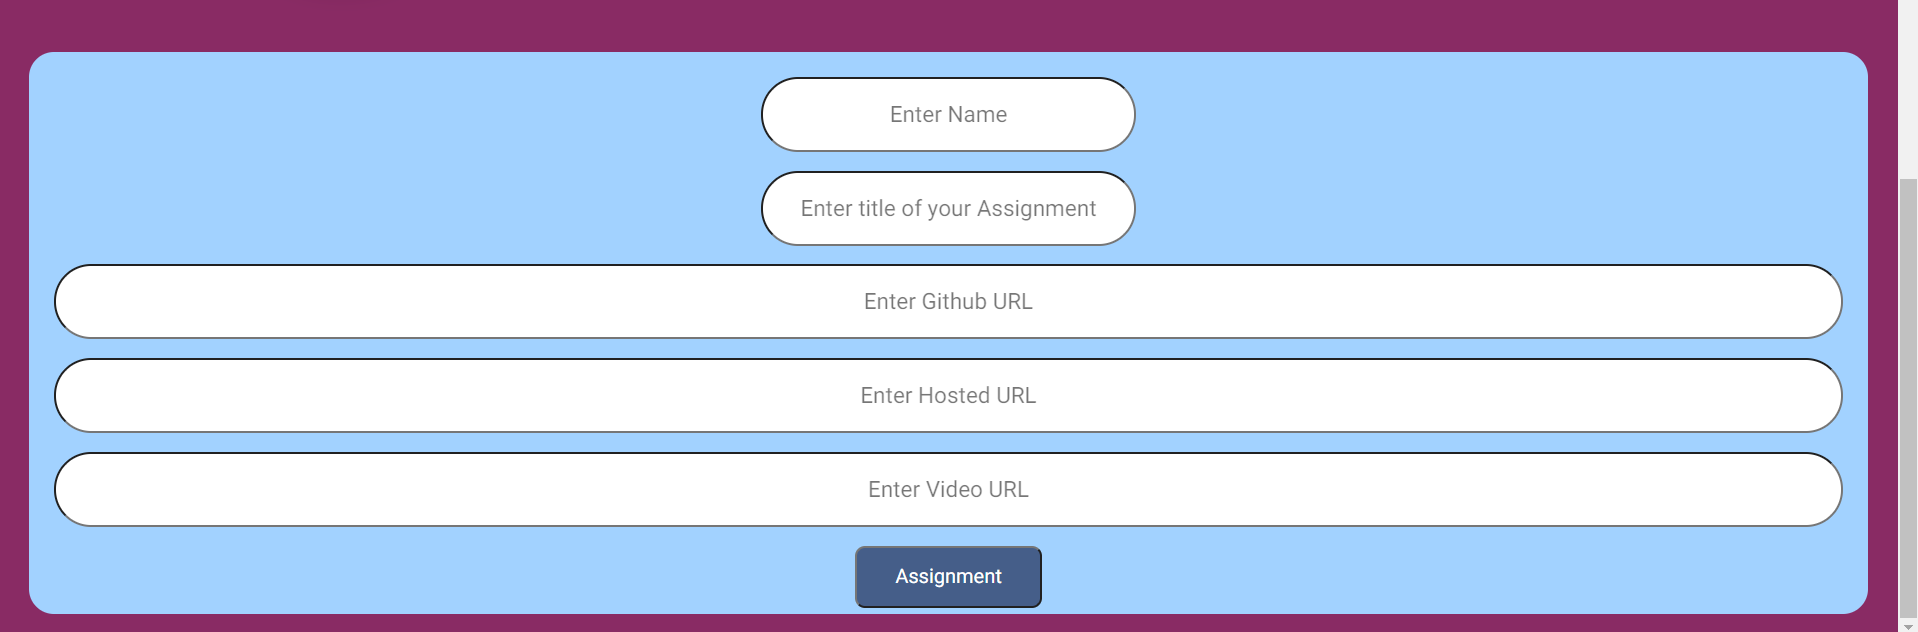 Enter Name
Enter title of your Assignment
Enter Github URL
Enter Hosted URL
Enter Video URL
Assignment